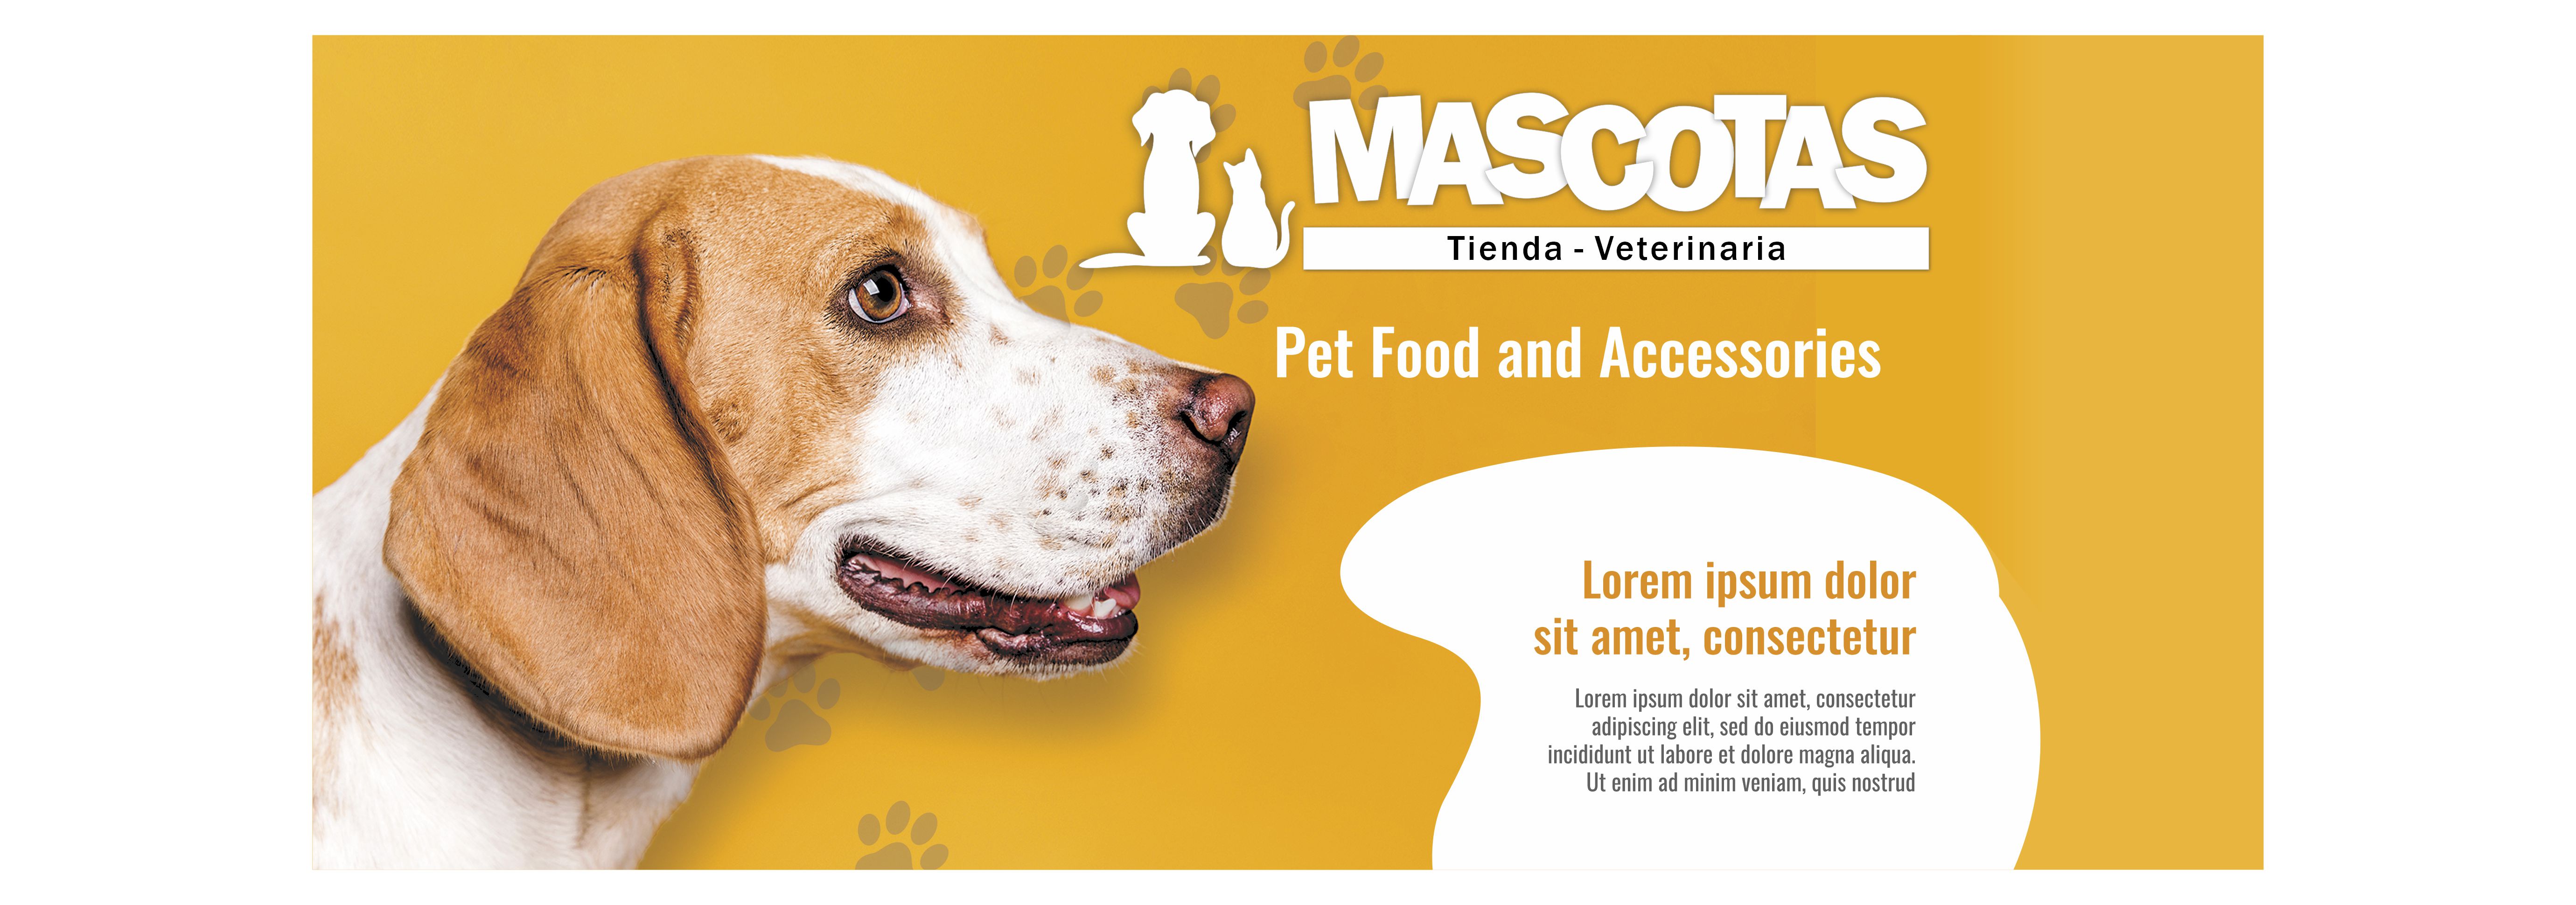 MASCOTAS
Tienda - Veterinaria
Pet Food and Accessories
Lorem ipsum dolor
sit amet, consectetur
Lorem ipsum dolor sit amet, consectetur
adipiscing elit, sed do eiusmod tempor
incididunt ut labore et dolore magna aliqua.
Ut enim ad minim veniam, quis nostrud